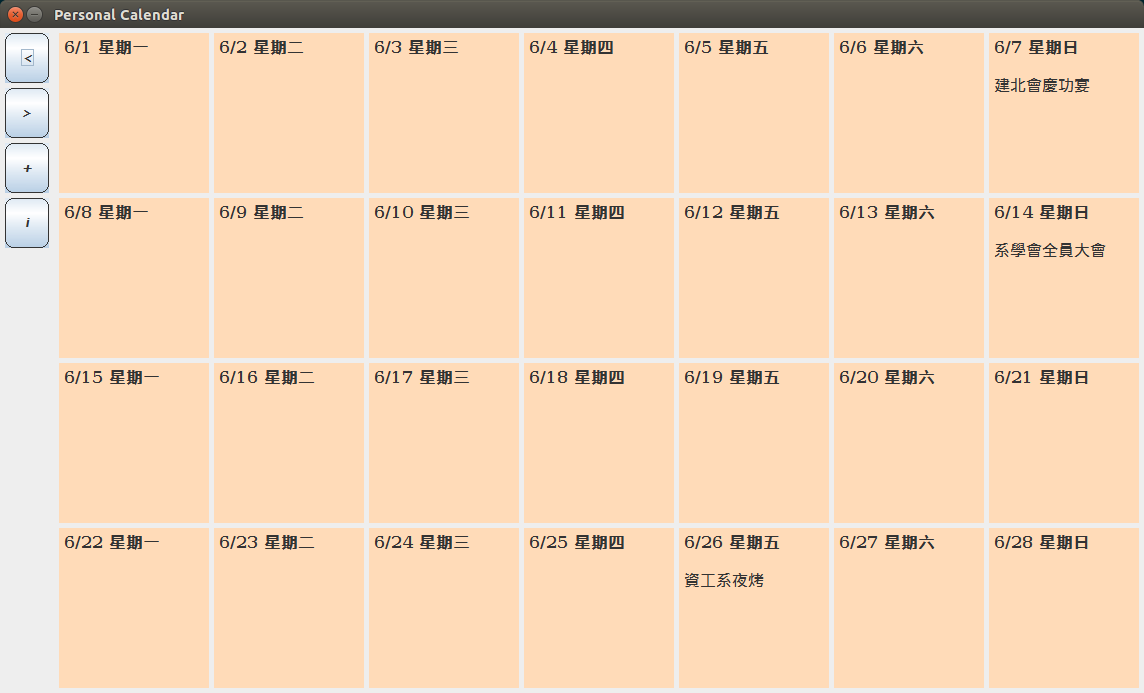 Personal Calendar
<
>
+
i
6/1 星期一
6/2 星期二
6/3 星期三
6/4 星期四
6/5 星期五
6/6 星期六
6/7 星期日
建北會慶功宴
6/8 星期一
6/9 星期二
6/10 星期三
6/11 星期四
6/12 星期五
6/13 星期六
6/14 星期日
系學會全員大會
6/15 星期一
6/16 星期二
6/17 星期三
6/18 星期四
6/19 星期五
6/20 星期六
6/21 星期日
6/22 星期一
6/23 星期二
6/24 星期三
6/25 星期四
6/26 星期五
資工系夜烤
6/27 星期六
6/28 星期日